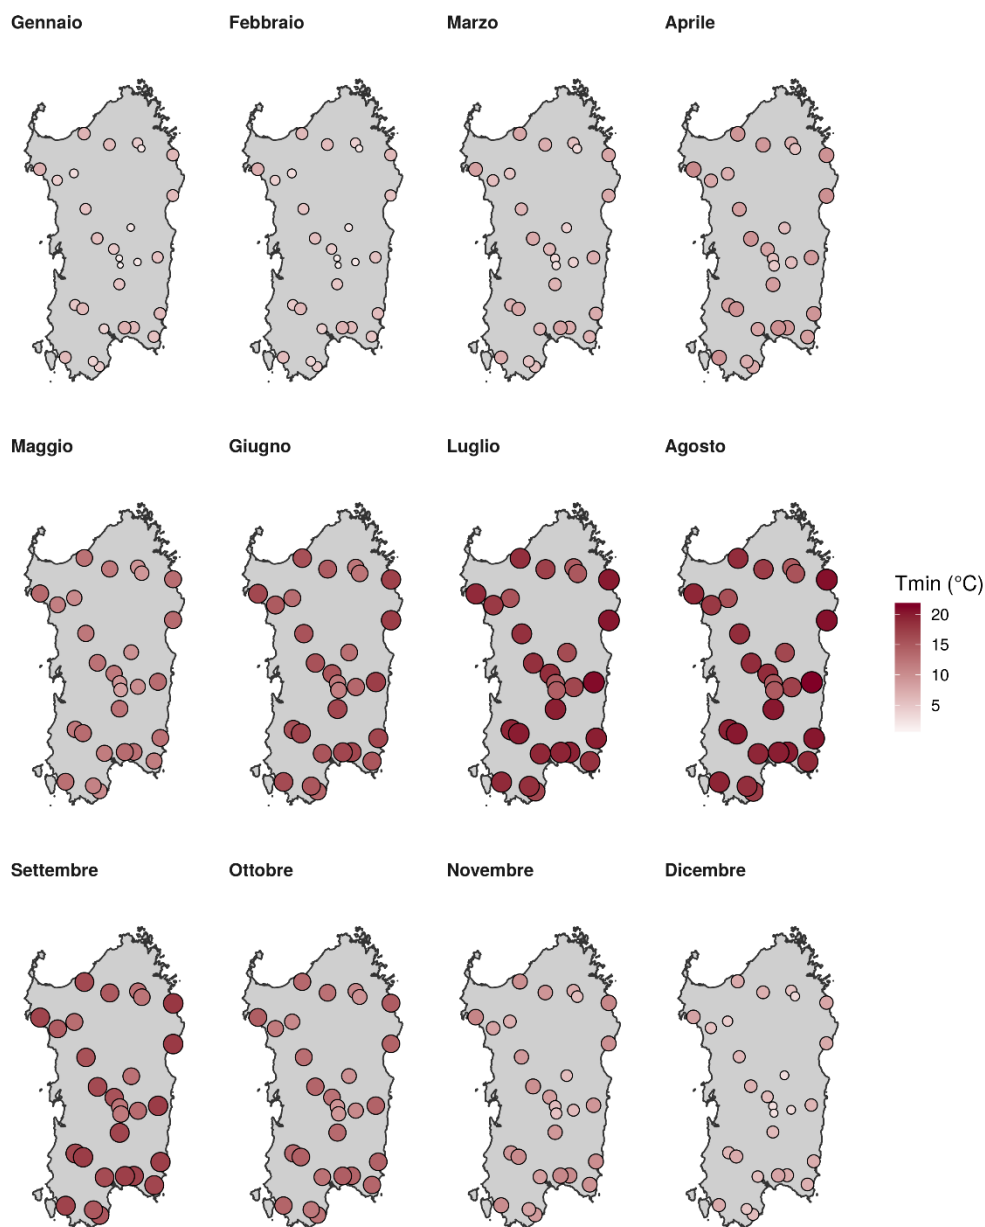 Gennaio
Febbraio
Marzo
Aprile
Maggio
Giugno
Luglio
Agosto
Tmin (°C)
20
15
10
5
Settembre
Ottobre
Novembre
Dicembre